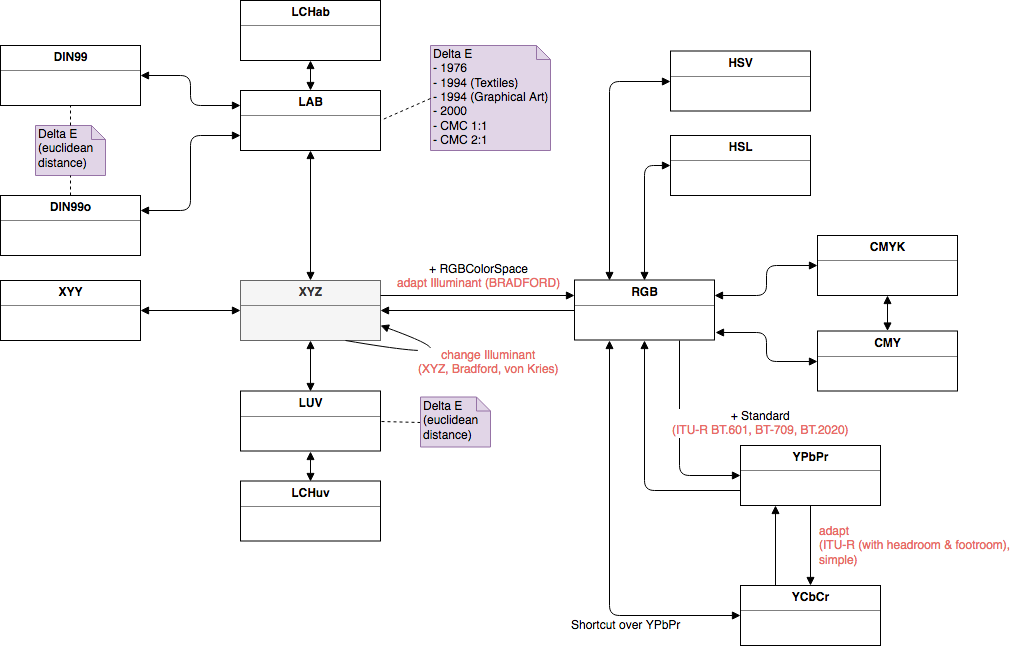 LCHab
DIN99
LAB
Delta E
- 1976
- 1994 (Textiles)
- 1994 (Graphical Art)
- 2000
- CMC 1:1
- CMC 2:1
HSV
Delta E
(euclidean
distance)
HSL
DIN99o
CMYK
XYY
XYZ
+ RGBColorSpace
adapt Illuminant (BRADFORD)
RGB
CMY
change Illuminant
(XYZ, Bradford, von Kries)
LUV
Delta E
(euclidean
distance)
+ Standard
(ITU-R BT.601, BT-709, BT.2020)
YPbPr
LCHuv
adapt
(ITU-R (with headroom & footroom),
simple)
YCbCr
Shortcut over YPbPr